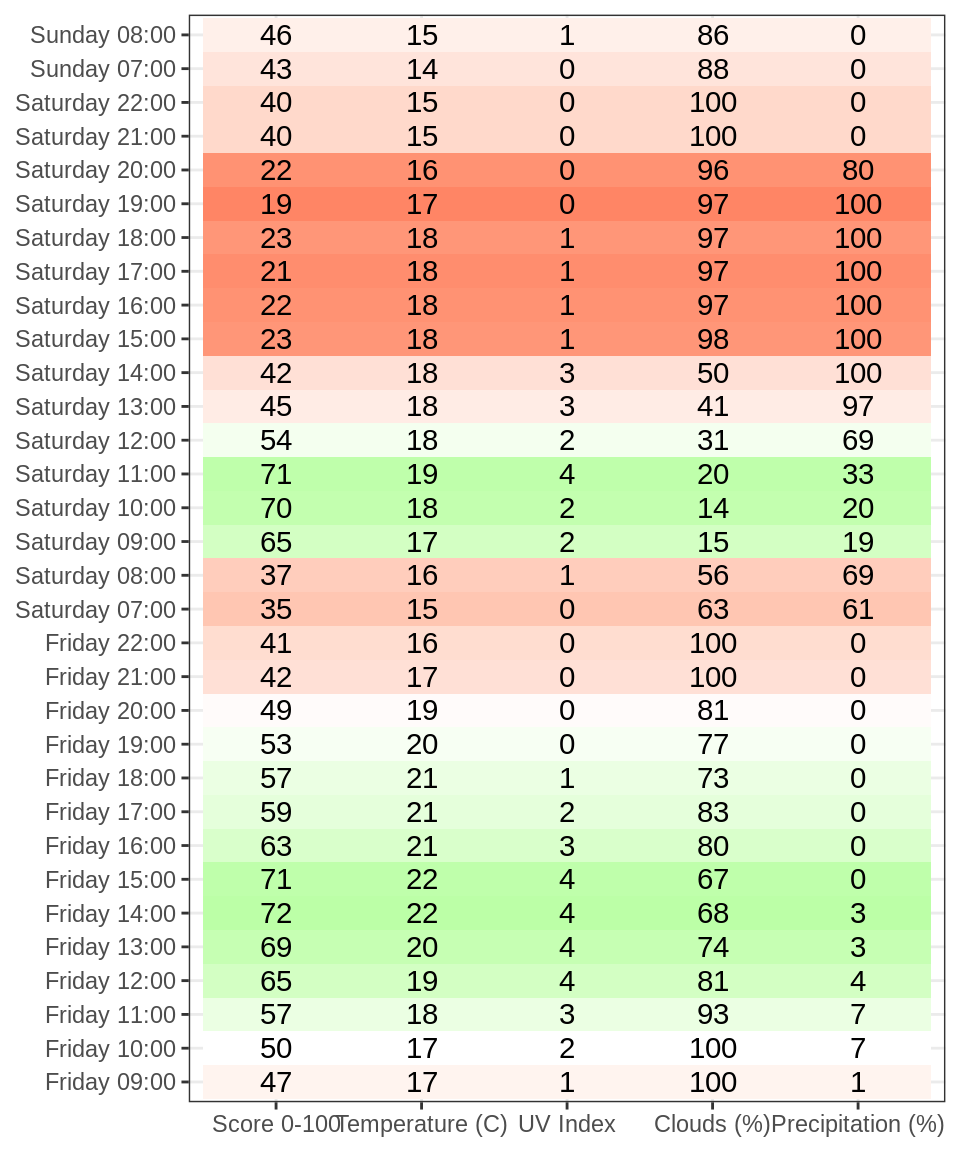 Sunday 08:00 46 15 1 86 0
Sunday 07:00 43 14 0 88 0
Saturday 22:00 40 15 0 100 0
Saturday 21:00 40 15 0 100 0
Saturday 20:00 22 16 0 96 80
Saturday 19:00 19 17 0 97 100
Saturday 18:00 23 18 1 97 100
Saturday 17:00 21 18 1 97 100
Saturday 16:00 22 18 1 97 100
Saturday 15:00 23 18 1 98 100
Saturday 14:00 42 18 3 50 100
Saturday 13:00 45 18 3 41 97
Saturday 12:00 54 18 2 31 69
Saturday 11:00 71 19 4 20 33
Saturday 10:00 70 18 2 14 20
Saturday 09:00 65 17 2 15 19
Saturday 08:00 37 16 1 56 69
Saturday 07:00 35 15 0 63 61
Friday 22:00 41 16 0 100 0
Friday 21:00 42 17 0 100 0
Friday 20:00 49 19 0 81 0
Friday 19:00 53 20 0 77 0
Friday 18:00 57 21 1 73 0
Friday 17:00 59 21 2 83 0
Friday 16:00 63 21 3 80 0
Friday 15:00 71 22 4 67 0
Friday 14:00 72 22 4 68 3
Friday 13:00 69 20 4 74 3
Friday 12:00 65 19 4 81 4
Friday 11:00 57 18 3 93 7
Friday 10:00 50 17 2 100 7
Friday 09:00 47 17 1 100 1
Score 0-100 Temperature (C) UV Index Clouds (%) Precipitation (%)